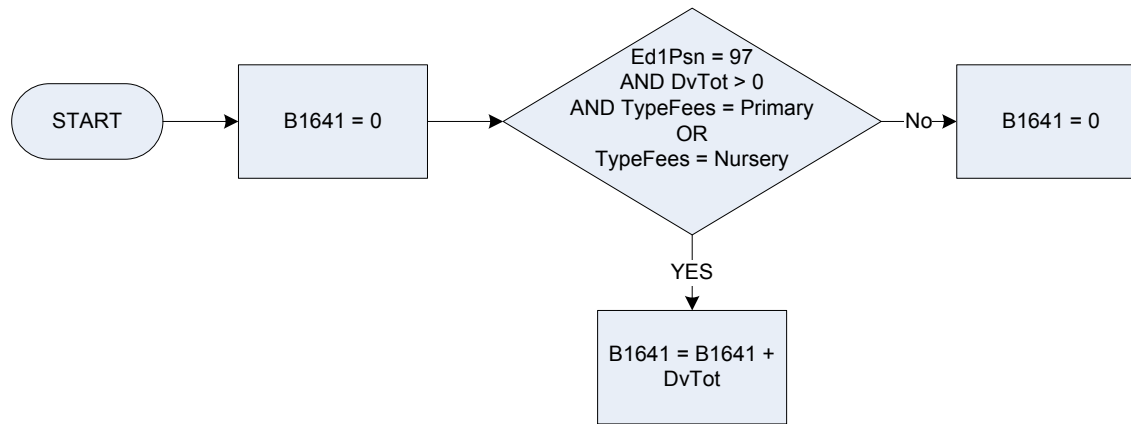 START
B1641 = 0
Ed1Psn = 97
AND DvTot > 0
AND TypeFees = Primary
OR
TypeFees = Nursery
No
B1641 = 0
YES
B1641 = B1641 +
DvTot